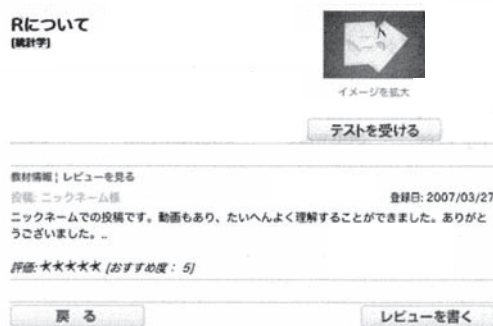 Rについて
[統計学]
イメージを拡大
テストを受ける
教材情報 | レビューを見る
投稿: ニックネーム様
登録日: 2007/03/27
ニックネームでの投稿です。動画もあり、たいへんよく理解することができました。ありがと
うございました。..
評価:★★★★★ [おすすめ度： 5]
戻 る
レビューを書く